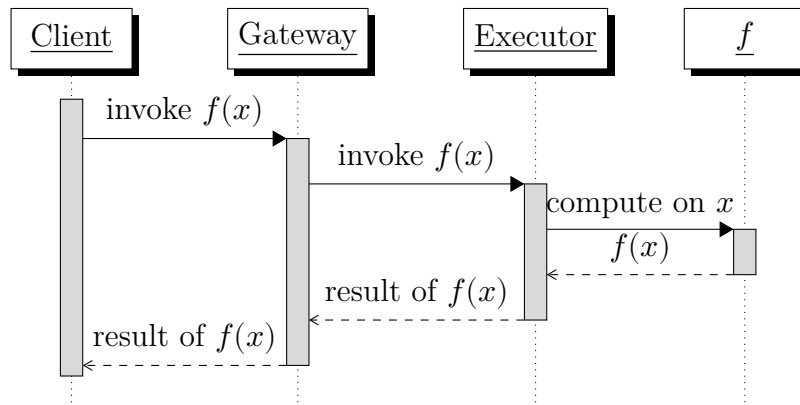 Client
Gateway
Executor
f
invoke f(x)
invoke f(x)
compute on x
f(x)
result of f(x)
result of f(x)